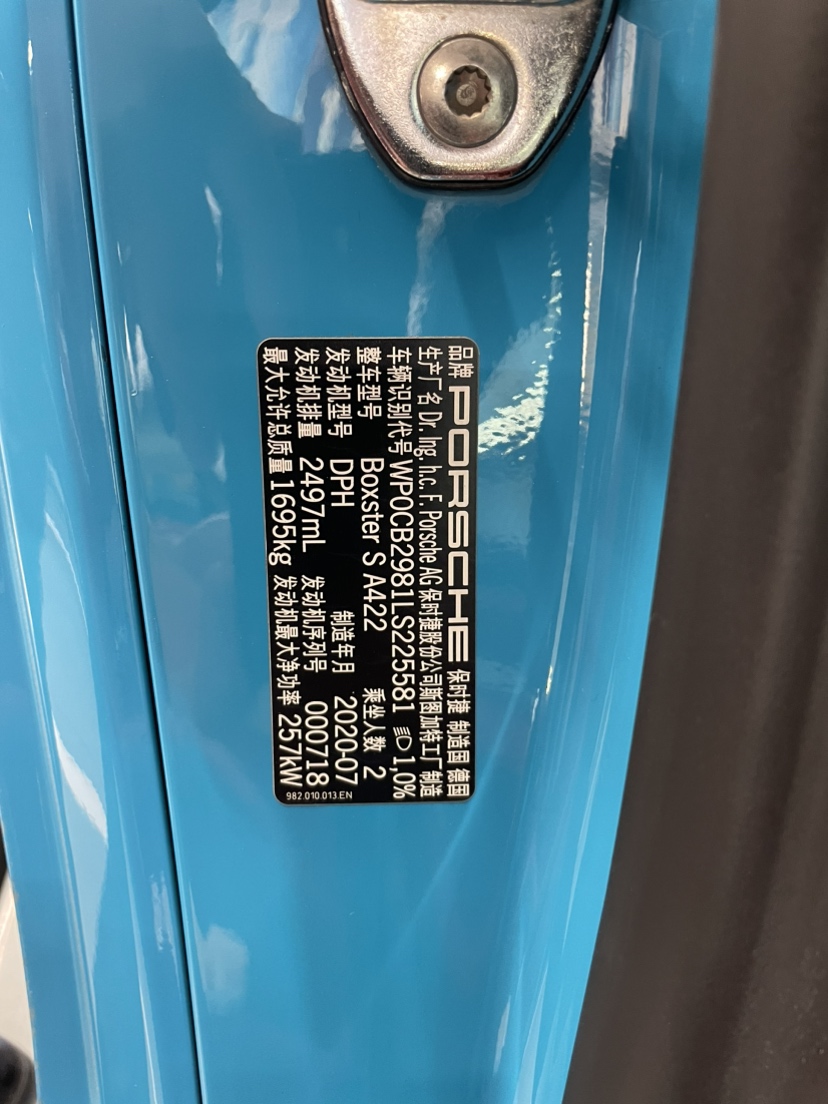 品牌 PORSCHE 保时捷 制造国 德国
生产厂名 Dr. Ing. h.c. F. Porsche AG 保时捷股份公司斯图加特工厂制造
车辆识别代号 WP0CB2981LS225581 1,0%
整车型号 Boxster S A422 乘坐人数 2
发动机型号 DPH 制造年月 2020-07
发动机排量 2497mL 发动机序列号 000718
最大允许总质量 1695kg 发动机最大净功率 257kW
982.010.013.EN